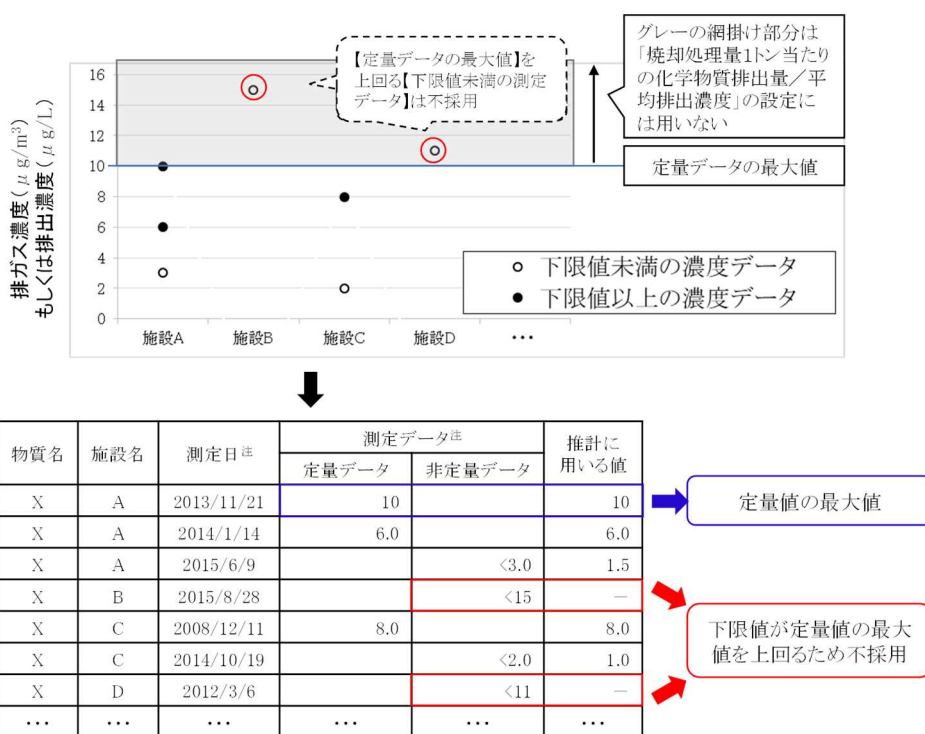 グレーの網掛け部分は
「焼却処理量1トン当たり
の化学物質排出量／平
均排出濃度」の設定に
は用いない
【定量データの最大値】を
上回る【下限値未満の測定
データ】は不採用
定量データの最大値
排ガス濃度(μg/m³)
もしくは排出濃度(μg/L)
16
14
12
10
8
6
4
2
0
施設A 施設B 施設C 施設D …
○ 下限値未満の濃度データ
● 下限値以上の濃度データ
物質名 施設名 測定日注 測定データ注 推計に用いる値
定量データ 非定量データ
X A 2013/11/21 10 10
X A 2014/1/14 6.0 6.0
X A 2015/6/9 <3.0 1.5
X B 2015/8/28 <15 —
X C 2008/12/11 8.0 8.0
X C 2014/10/19 <2.0 1.0
X D 2012/3/6 <11 —
… … … … … …
定量値の最大値
下限値が定量値の最大
値を上回るため不採用